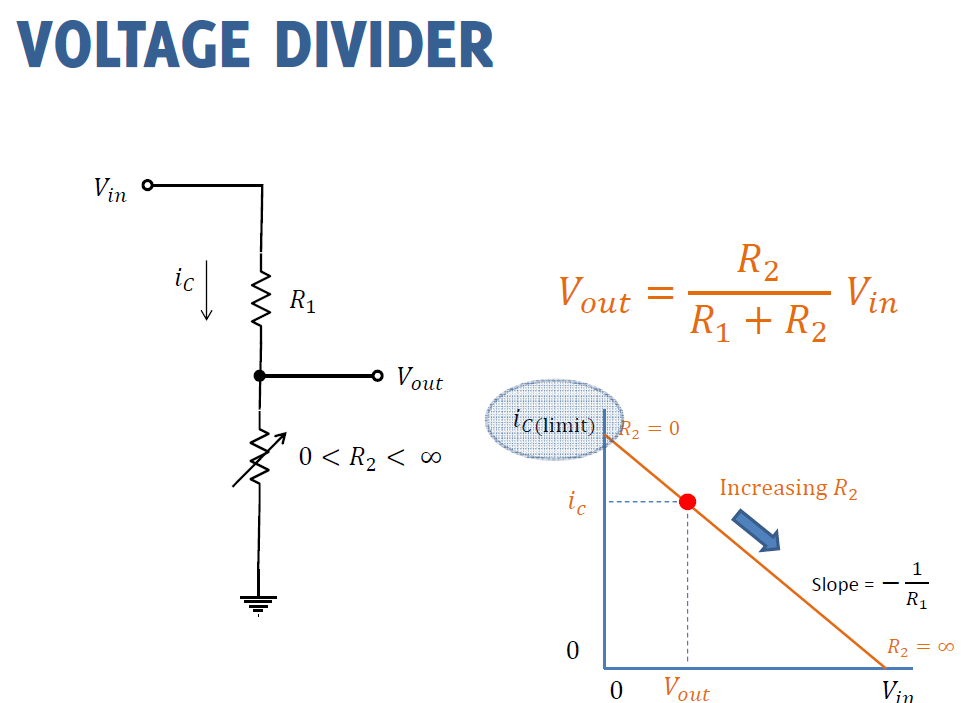 VOLTAGE DIVIDER
V_in
i_C
R_1
V_out
0 < R_2 < ∞
V_out = R_2 / (R_1 + R_2) V_in
i_C(limit)
R_2 = 0
i_c
Increasing R_2
Slope = − 1/R_1
R_2 = ∞
0
0
V_out
V_in